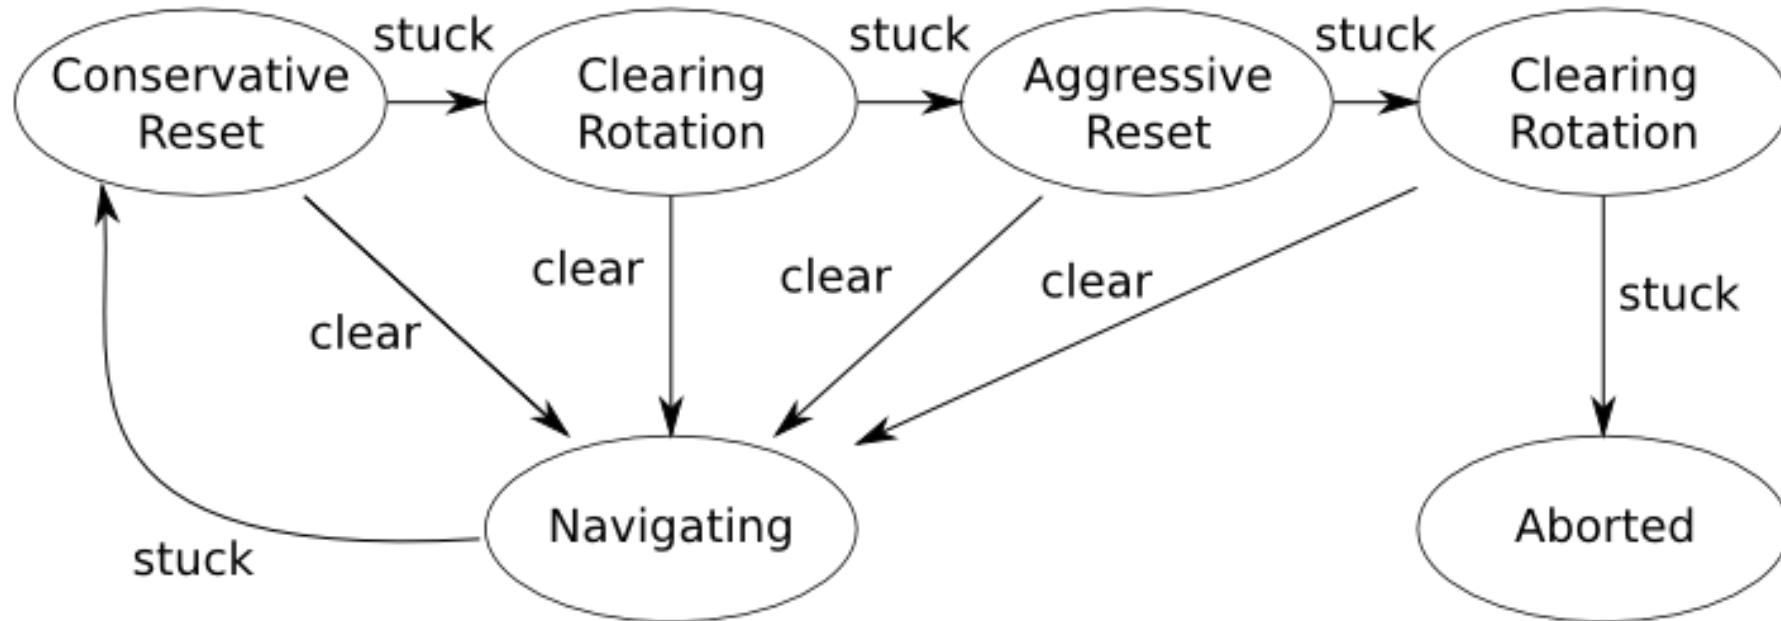 stuck
stuck
stuck
Conservative
Reset
Clearing
Rotation
Aggressive
Reset
Clearing
Rotation
clear
clear
clear
clear
stuck
stuck
Navigating
Aborted